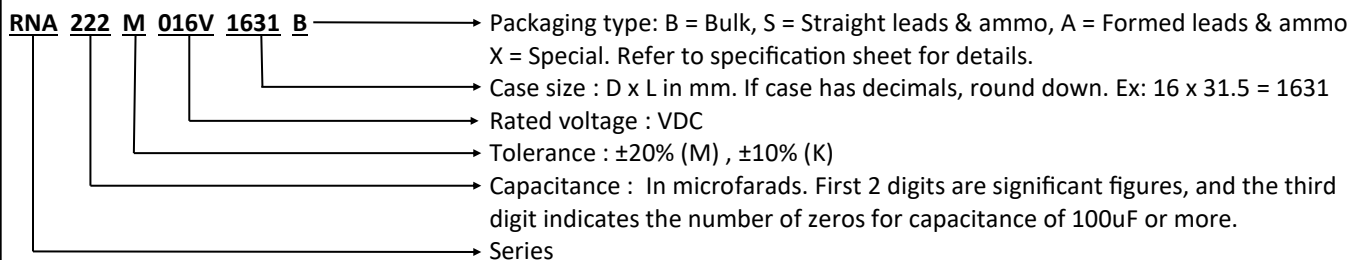 RNA 222 M 016V 1631 B
Packaging type: B = Bulk, S = Straight leads & ammo, A = Formed leads & ammo
X = Special. Refer to specification sheet for details.
Case size : D x L in mm. If case has decimals, round down. Ex: 16 x 31.5 = 1631
Rated voltage : VDC
Tolerance : ±20% (M) , ±10% (K)
Capacitance : In microfarads. First 2 digits are significant figures, and the third
digit indicates the number of zeros for capacitance of 100uF or more.
Series